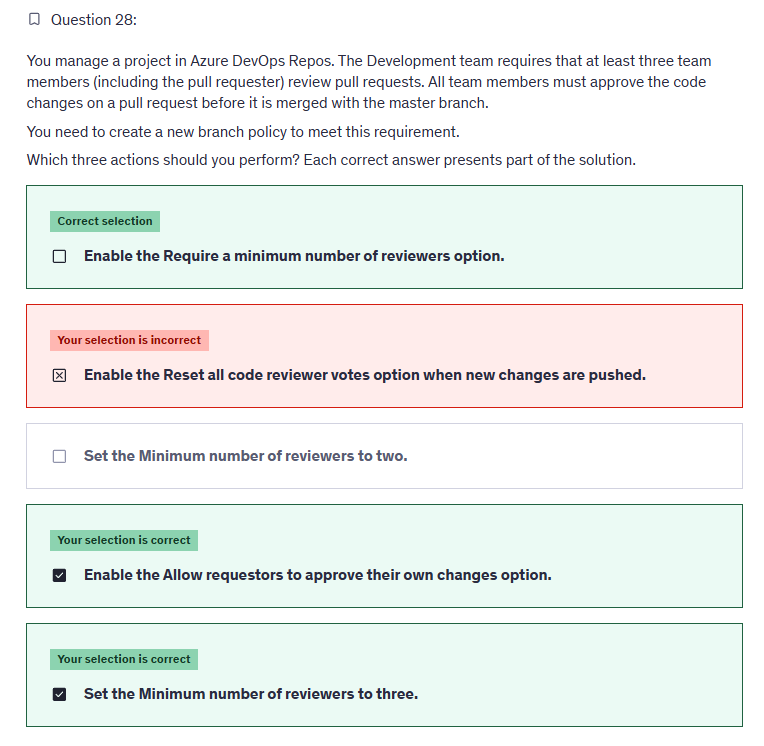 Question 28:
You manage a project in Azure DevOps Repos. The Development team requires that at least three team
members (including the pull requester) review pull requests. All team members must approve the code
changes on a pull request before it is merged with the master branch.
You need to create a new branch policy to meet this requirement.
Which three actions should you perform? Each correct answer presents part of the solution.
Correct selection
Enable the Require a minimum number of reviewers option.
Your selection is incorrect
Enable the Reset all code reviewer votes option when new changes are pushed.
Set the Minimum number of reviewers to two.
Your selection is correct
Enable the Allow requestors to approve their own changes option.
Your selection is correct
Set the Minimum number of reviewers to three.